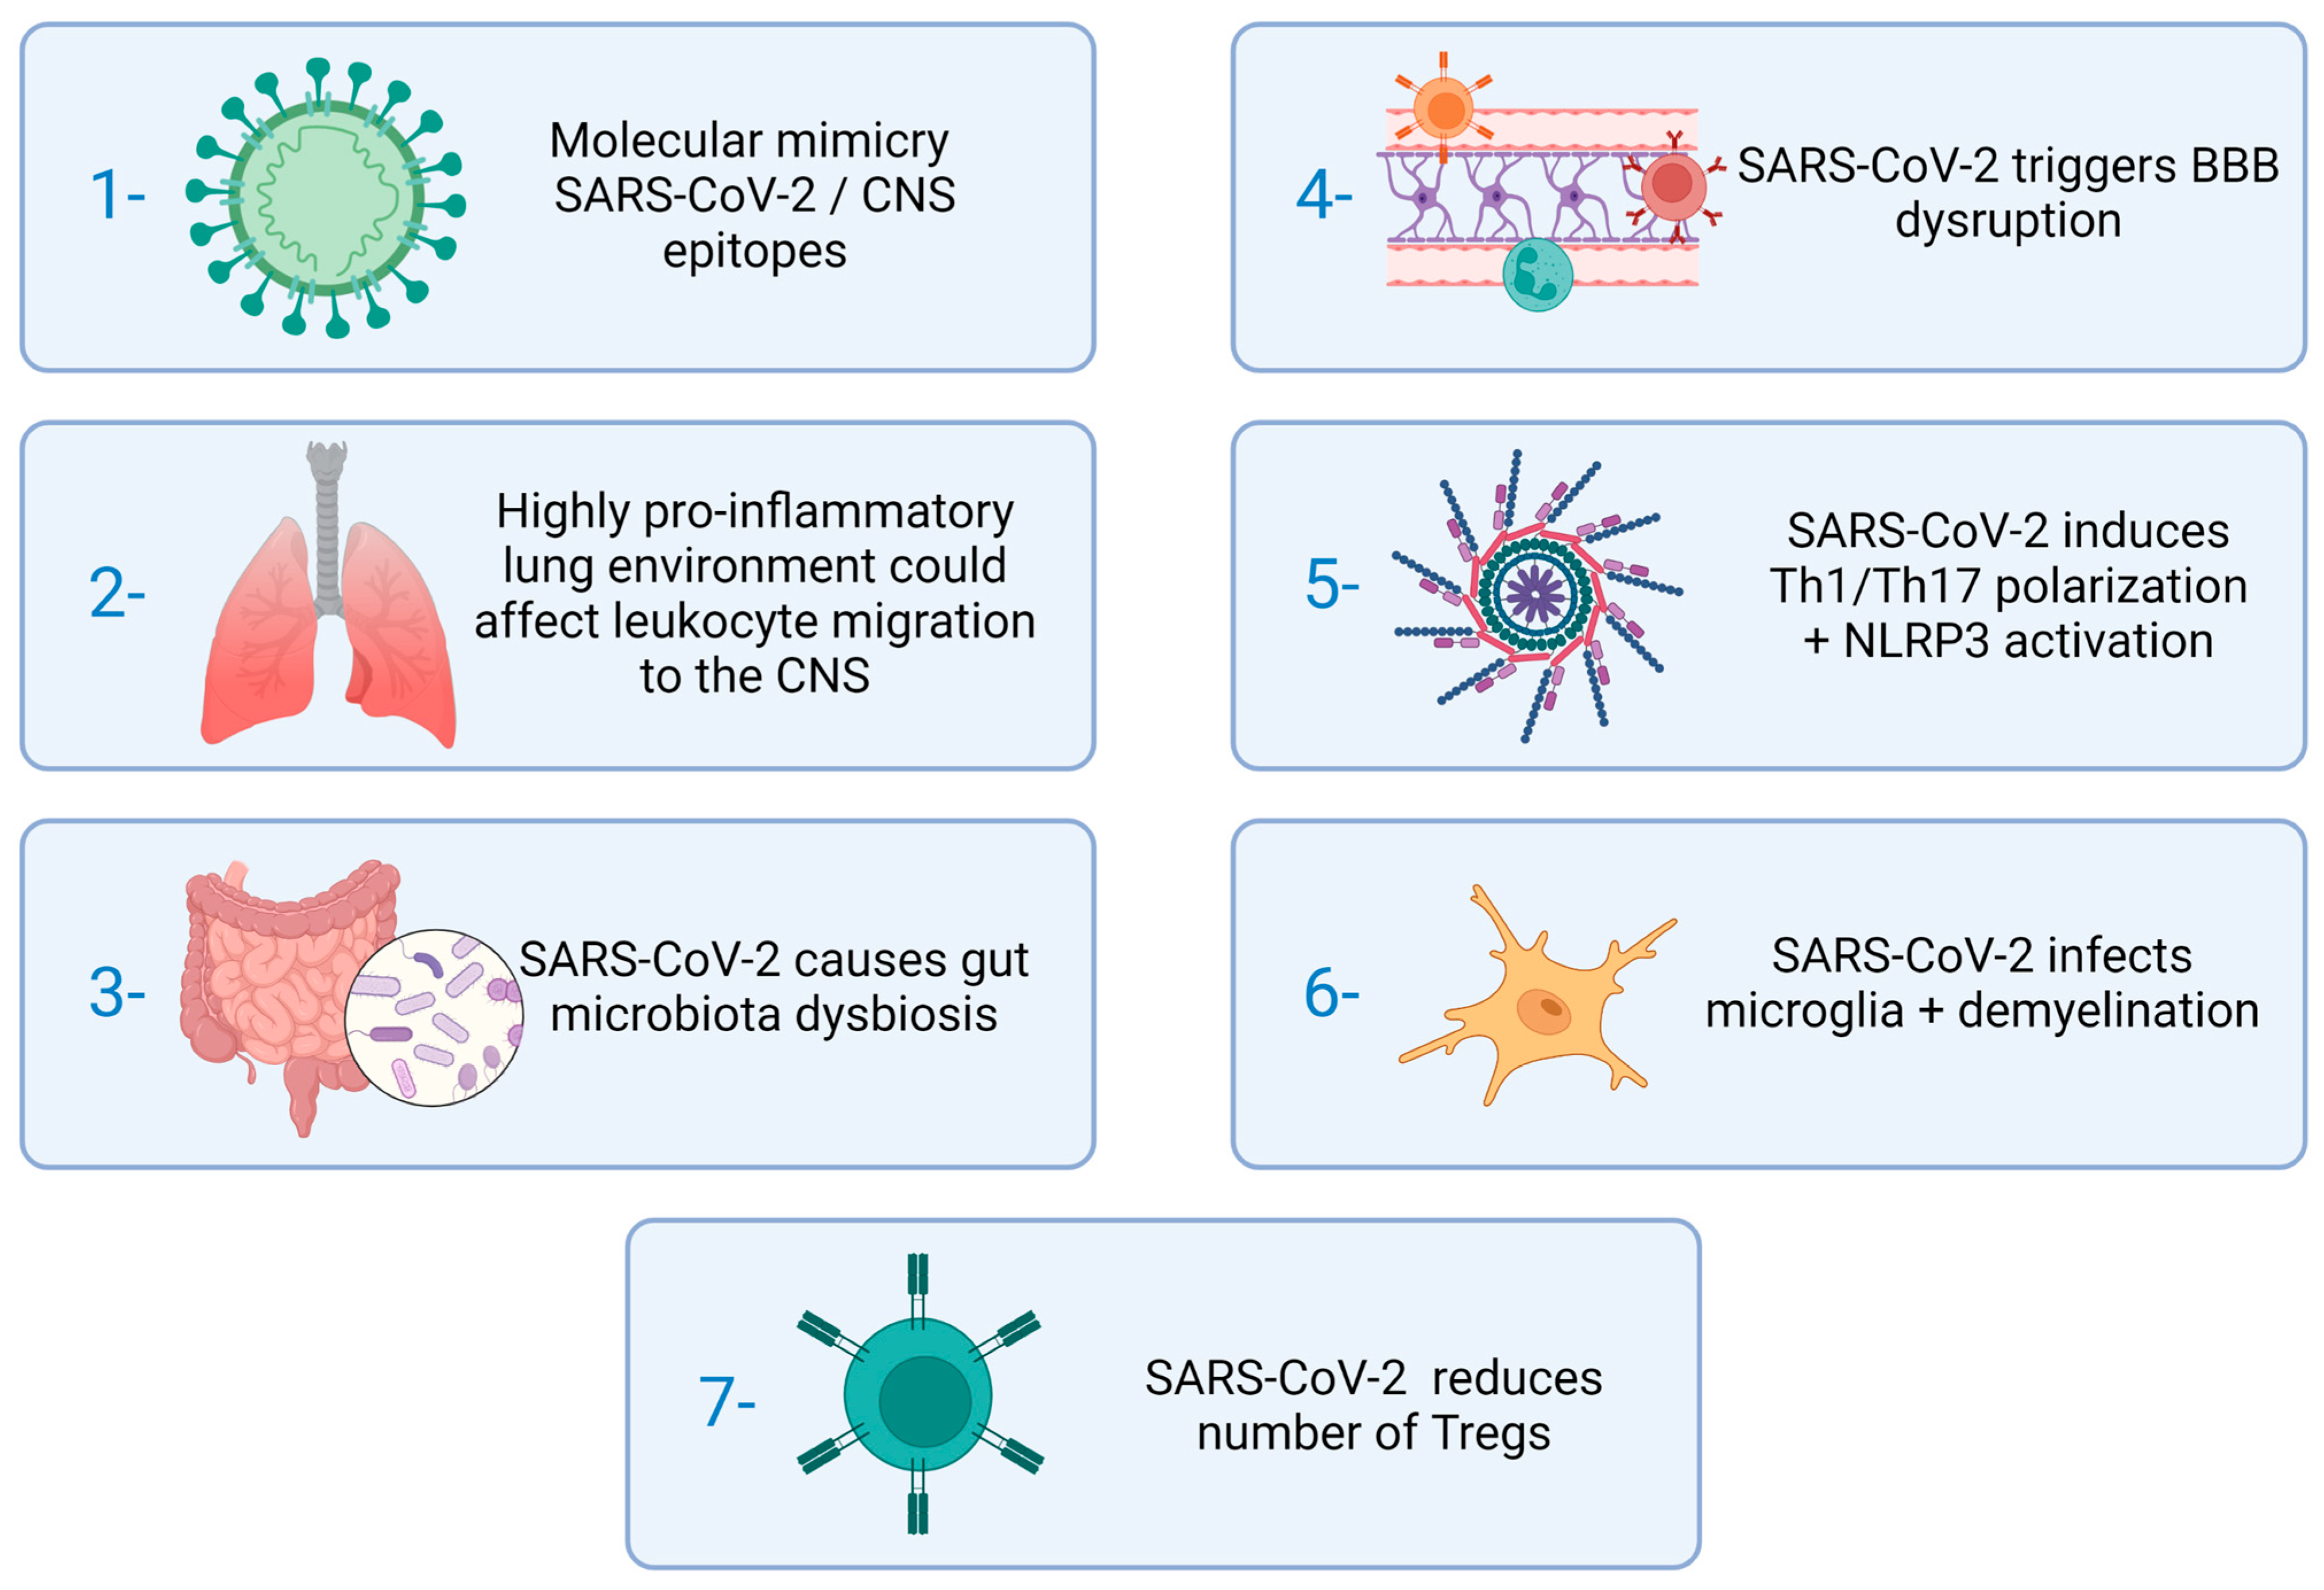 1-
Molecular mimicry
SARS-CoV-2 / CNS
epitopes
2-
Highly pro-inflammatory
lung environment could
affect leukocyte migration
to the CNS
3-
SARS-CoV-2 causes gut
microbiota dysbiosis
4-
SARS-CoV-2 triggers BBB
dysruption
5-
SARS-CoV-2 induces
Th1/Th17 polarization
+ NLRP3 activation
6-
SARS-CoV-2 infects
microglia + demyelination
7-
SARS-CoV-2 reduces
number of Tregs